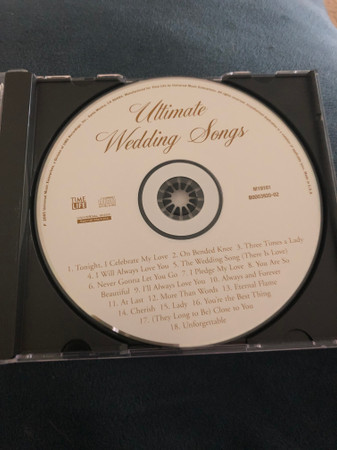 Ultimate
Wedding Songs
TIME
LIFE
1. Tonight, I Celebrate My Love 2. On Bended Knee 3. Three Times a Lady
4. I Will Always Love You 5. The Wedding Song (There Is Love)
6. Never Gonna Let You Go 7. I Pledge My Love 8. You Are So
Beautiful 9. I'll Always Love You 10. Always and Forever
11. At Last 12. More Than Words 13. Eternal Flame
14. Cherish 15. Lady 16. You're the Best Thing
17. (They Long to Be) Close to You
18. Unforgettable